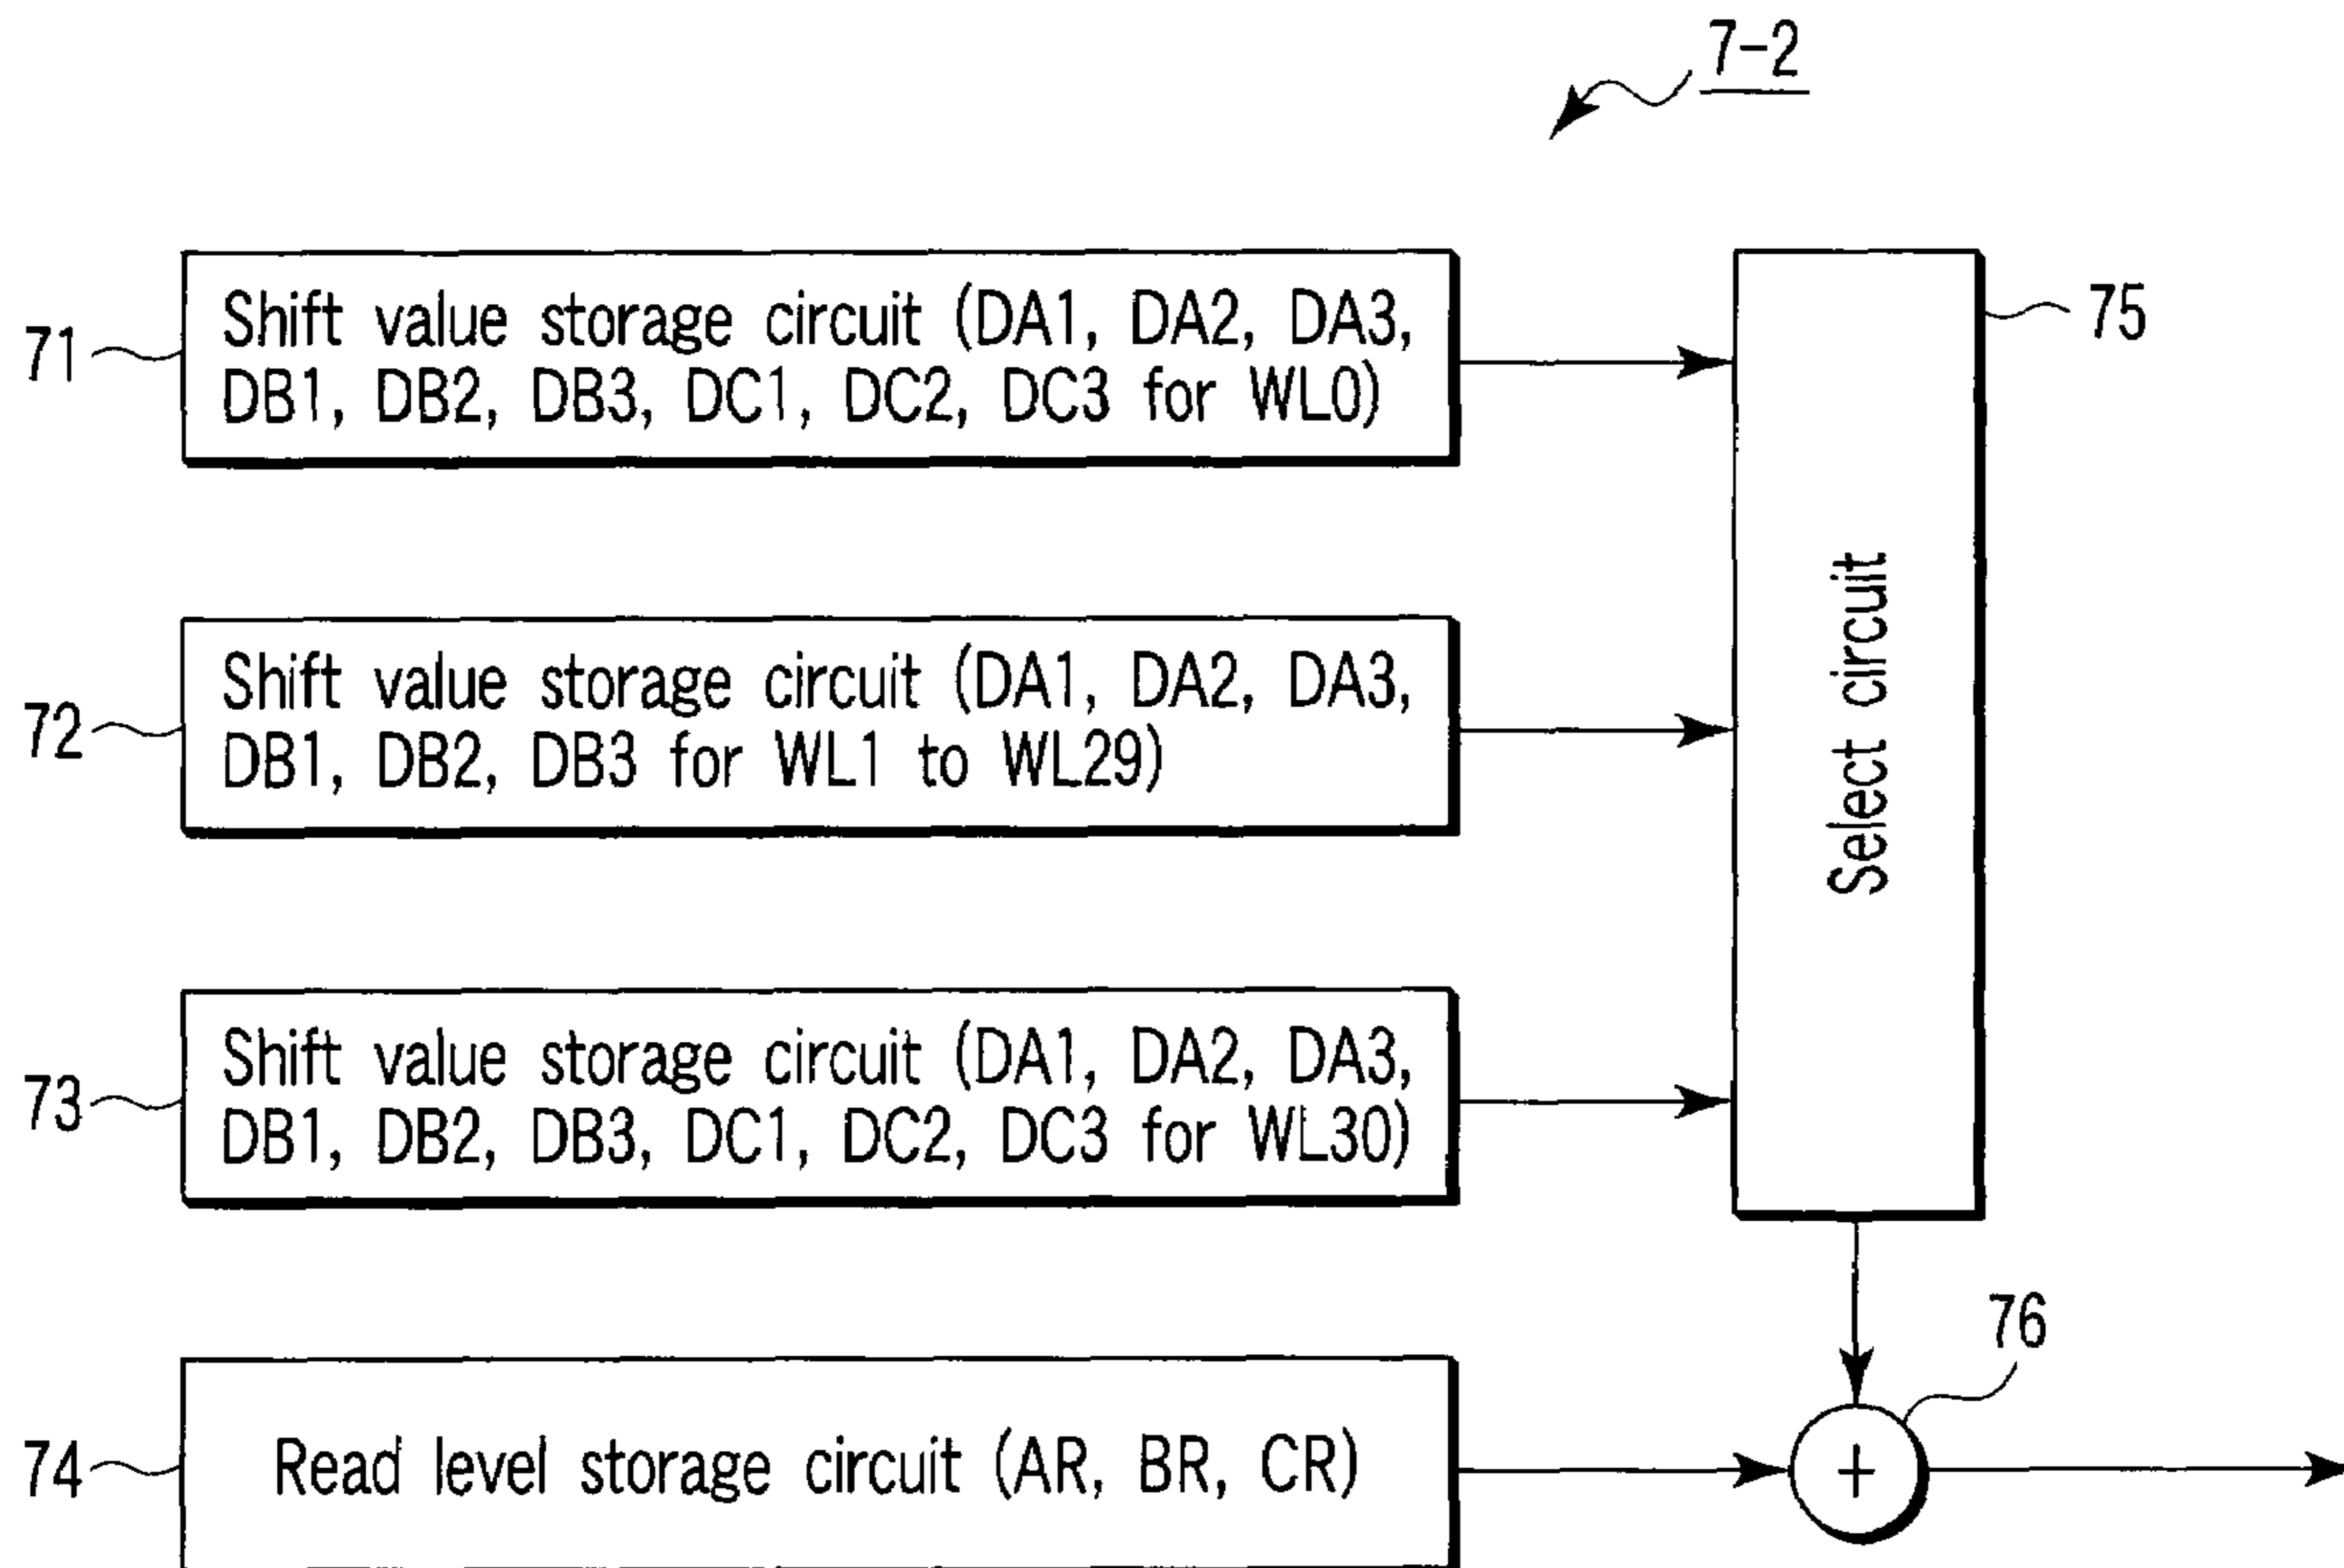 7-2
71
Shift value storage circuit (DA1, DA2, DA3,
DB1, DB2, DB3, DC1, DC2, DC3 for WL0)
75
72
Shift value storage circuit (DA1, DA2, DA3,
DB1, DB2, DB3 for WL1 to WL29)
Select circuit
73
Shift value storage circuit (DA1, DA2, DA3,
DB1, DB2, DB3, DC1, DC2, DC3 for WL30)
76
74
Read level storage circuit (AR, BR, CR)
+